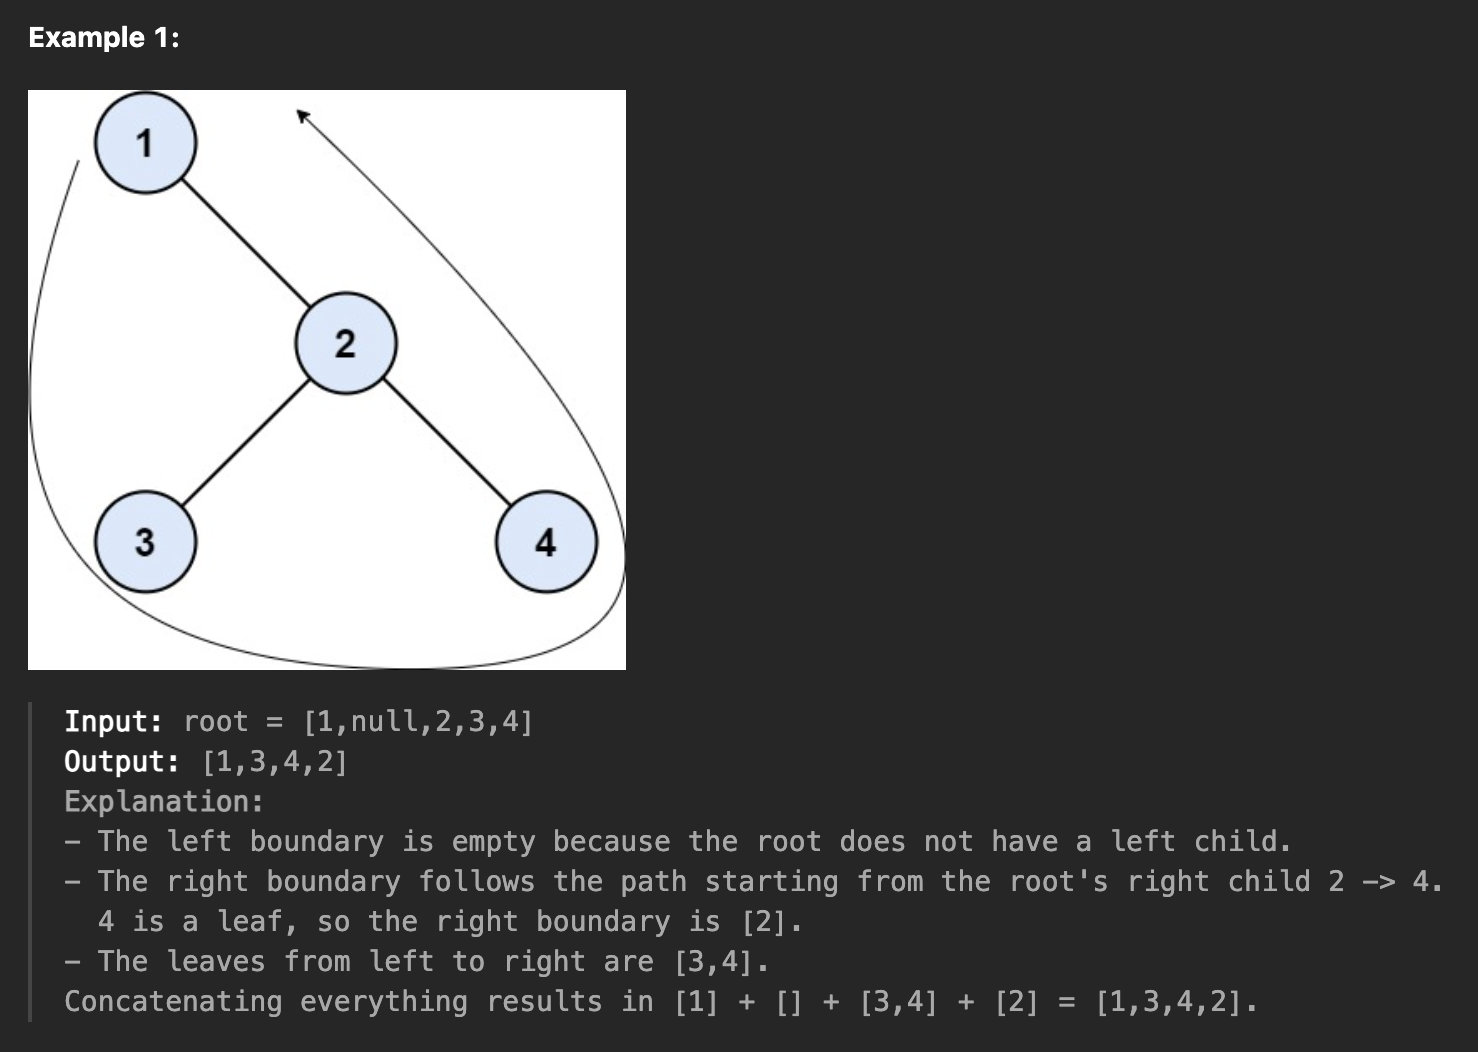 Example 1:
1
2
3
4
Input: root = [1,null,2,3,4]
Output: [1,3,4,2]
Explanation:
- The left boundary is empty because the root does not have a left child.
- The right boundary follows the path starting from the root's right child 2 -> 4.
4 is a leaf, so the right boundary is [2].
- The leaves from left to right are [3,4].
Concatenating everything results in [1] + [] + [3,4] + [2] = [1,3,4,2].